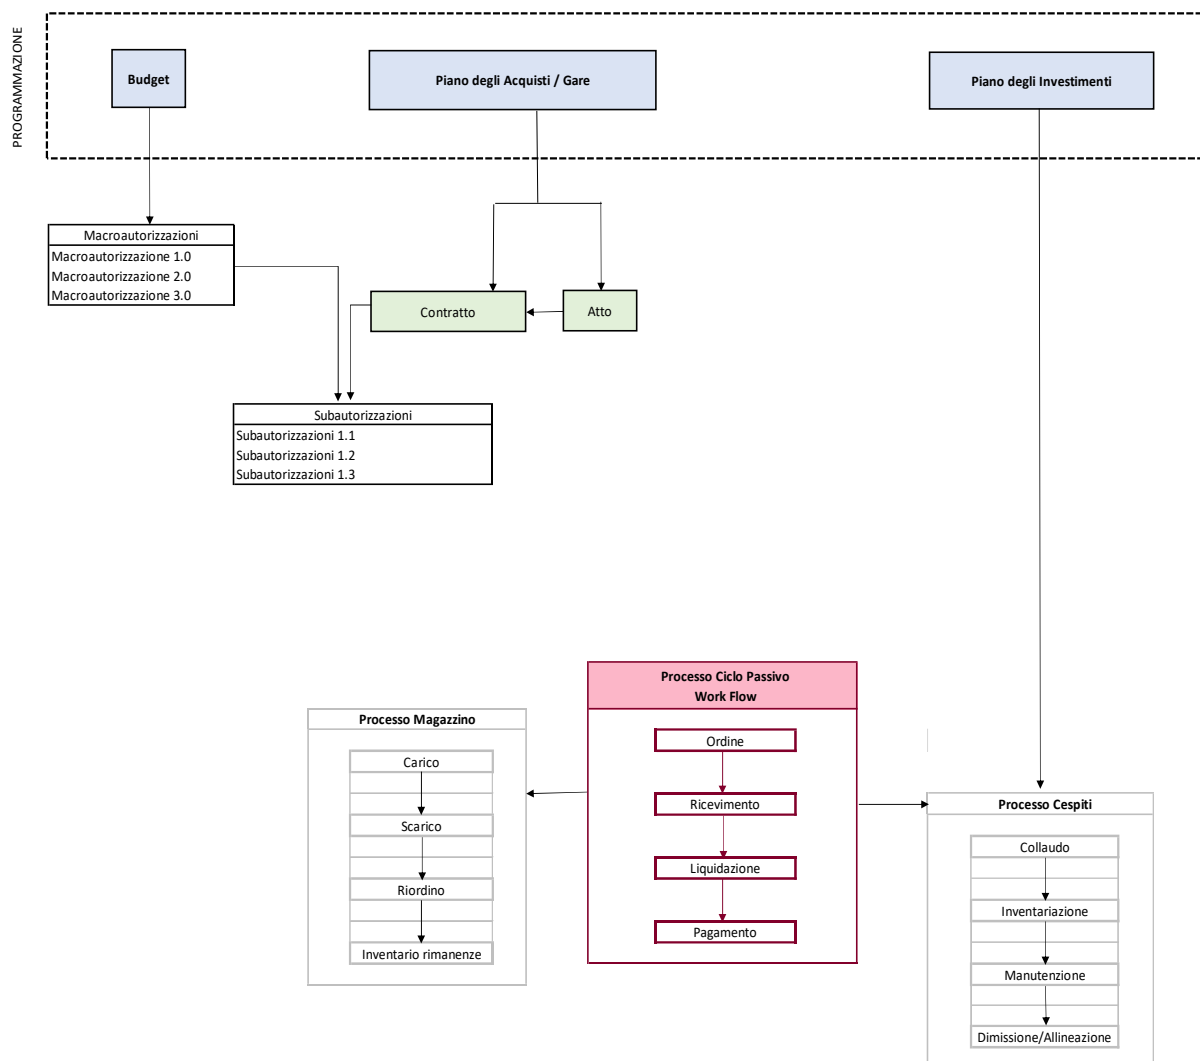 PROGRAMMAZIONE
Budget
Piano degli Acquisti / Gare
Piano degli Investimenti
Macroautorizzazioni
Macroautorizzazione 1.0
Macroautorizzazione 2.0
Macroautorizzazione 3.0
Contratto
Atto
Subautorizzazioni
Subautorizzazioni 1.1
Subautorizzazioni 1.2
Subautorizzazioni 1.3
Processo Magazzino
Carico
Scarico
Riordino
Inventario rimanenze
Processo Ciclo Passivo
Work Flow
Ordine
Ricevimento
Liquidazione
Pagamento
Processo Cespiti
Collaudo
Inventariazione
Manutenzione
Dimissione/Allineazione